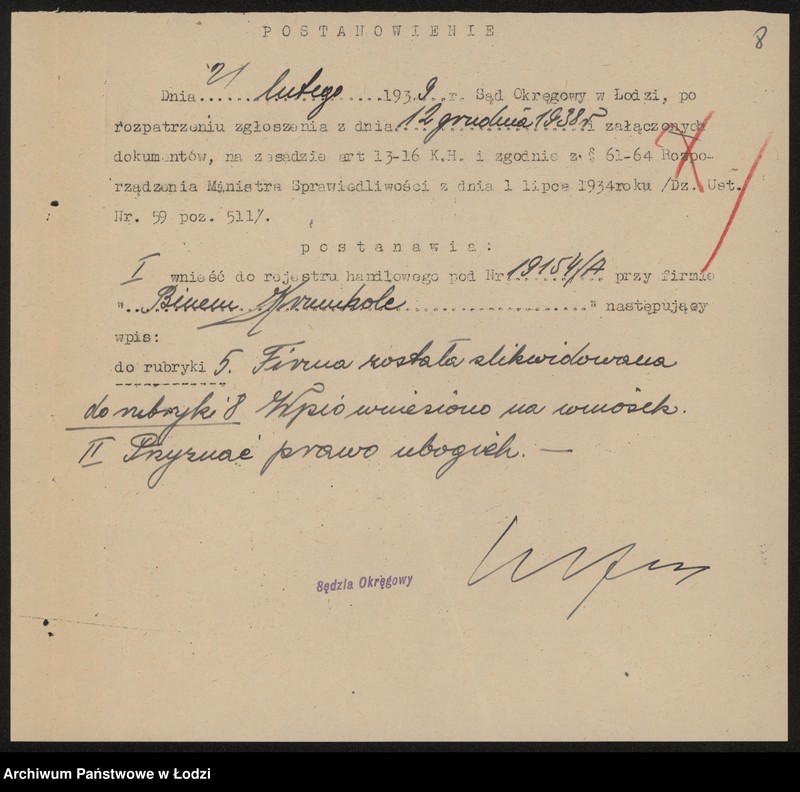 8
POSTANOWIENIE
Dnia..21..lutego....1939..r. Sąd Okręgowy w Łodzi, po
rozpatrzeniu zgłoszenia z dnia 12 grudnia 1938 r i załączonych
dokumentów, na zasadzie art 13-16 K.H. i zgodnie z § 61-64 Rozpo-
rządzenia Ministra Sprawiedliwości z dnia 1 lipca 1934roku /Dz. Ust.
Nr. 59 poz. 511/.
postanawia:
I wnieść do rejestru handlowego pod Nr 19154/A przy firmie
"Binem Krumholc" następujący
wpis:
do rubryki 5. Firma została zlikwidowana
do rubryki 8 Wpis wniesiono na wniosek.
II Przyznać prawo ubogich. —
Sędzia Okręgowy
Archiwum Państwowe w Łodzi